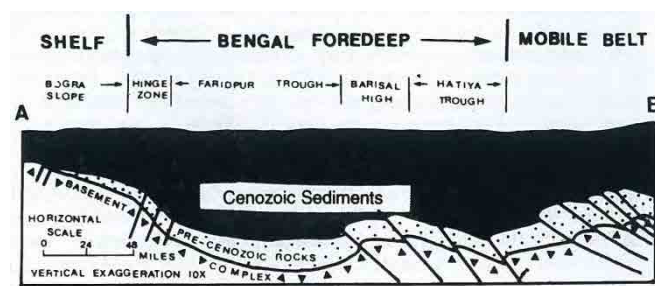 SHELF BENGAL FOREDEEP MOBILE BELT
BOGRA SLOPE
HINGE ZONE
FARIDPUR TROUGH
BARISAL HIGH
HATIYA TROUGH
A
Cenozoic Sediments
BASEMENT
COMPLEX
PRE-CENOZOIC ROCKS
HORIZONTAL
SCALE
0 24 48
MILES
VERTICAL EXAGGERATION 10X